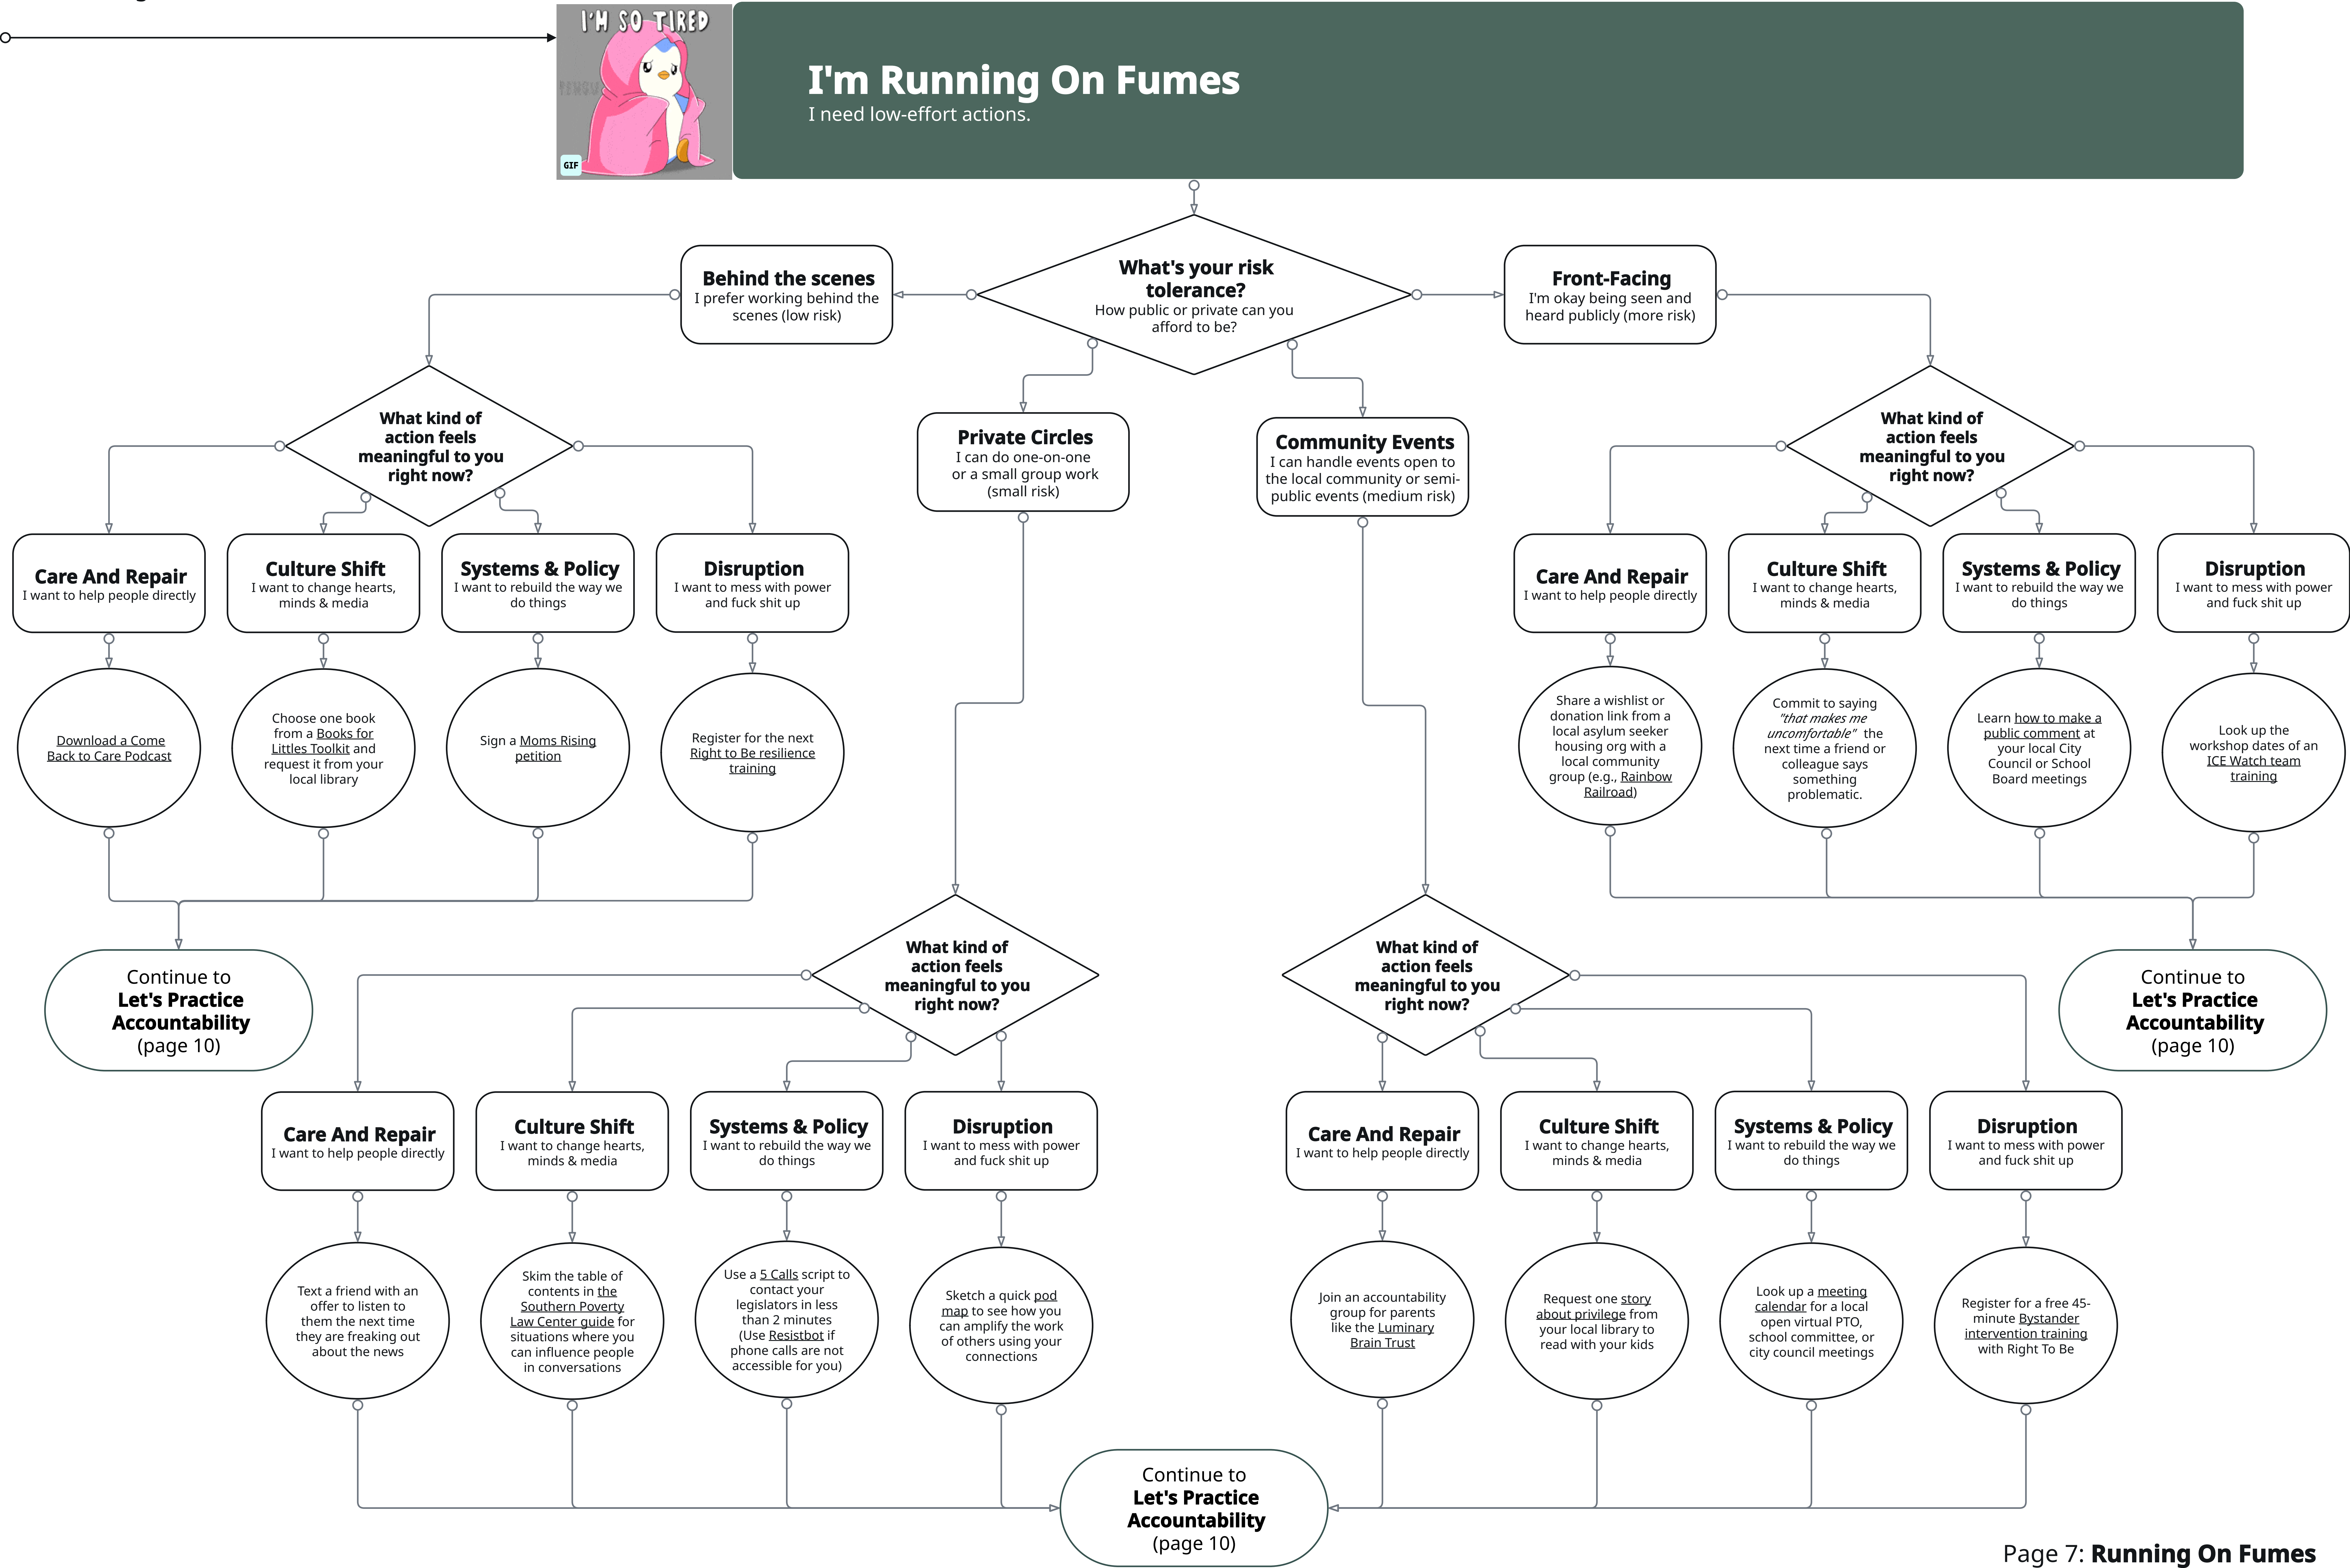 I'M SO TIRED
PENGU
GIF
I'm Running On Fumes
I need low-effort actions.
What's your risk
tolerance?
How public or private can you
afford to be?
Behind the scenes
I prefer working behind the
scenes (low risk)
Front-Facing
I'm okay being seen and
heard publicly (more risk)
Private Circles
I can do one-on-one
or a small group work
(small risk)
Community Events
I can handle events open to
the local community or semi-
public events (medium risk)
What kind of
action feels
meaningful to you
right now?
Care And Repair
I want to help people directly
Culture Shift
I want to change hearts,
minds & media
Systems & Policy
I want to rebuild the way we
do things
Disruption
I want to mess with power
and fuck shit up
Download a Come
Back to Care Podcast
Choose one book
from a Books for
Littles Toolkit and
request it from your
local library
Sign a Moms Rising
petition
Register for the next
Right to Be resilience
training
Continue to
Let's Practice
Accountability
(page 10)
What kind of
action feels
meaningful to you
right now?
Care And Repair
I want to help people directly
Culture Shift
I want to change hearts,
minds & media
Systems & Policy
I want to rebuild the way we
do things
Disruption
I want to mess with power
and fuck shit up
Share a wishlist or
donation link from a
local asylum seeker
housing org with a
local community
group (e.g., Rainbow
Railroad)
Commit to saying
"that makes me
uncomfortable" the
next time a friend or
colleague says
something
problematic.
Learn how to make a
public comment at
your local City
Council or School
Board meetings
Look up the
workshop dates of an
ICE Watch team
training
Continue to
Let's Practice
Accountability
(page 10)
What kind of
action feels
meaningful to you
right now?
Care And Repair
I want to help people directly
Culture Shift
I want to change hearts,
minds & media
Systems & Policy
I want to rebuild the way we
do things
Disruption
I want to mess with power
and fuck shit up
Text a friend with an
offer to listen to
them the next time
they are freaking out
about the news
Skim the table of
contents in the
Southern Poverty
Law Center guide for
situations where you
can influence people
in conversations
Use a 5 Calls script to
contact your
legislators in less
than 2 minutes
(Use Resistbot if
phone calls are not
accessible for you)
Sketch a quick pod
map to see how you
can amplify the work
of others using your
connections
What kind of
action feels
meaningful to you
right now?
Care And Repair
I want to help people directly
Culture Shift
I want to change hearts,
minds & media
Systems & Policy
I want to rebuild the way we
do things
Disruption
I want to mess with power
and fuck shit up
Join an accountability
group for parents
like the Luminary
Brain Trust
Request one story
about privilege from
your local library to
read with your kids
Look up a meeting
calendar for a local
open virtual PTO,
school committee, or
city council meetings
Register for a free 45-
minute Bystander
intervention training
with Right To Be
Continue to
Let's Practice
Accountability
(page 10)
Page 7: Running On Fumes